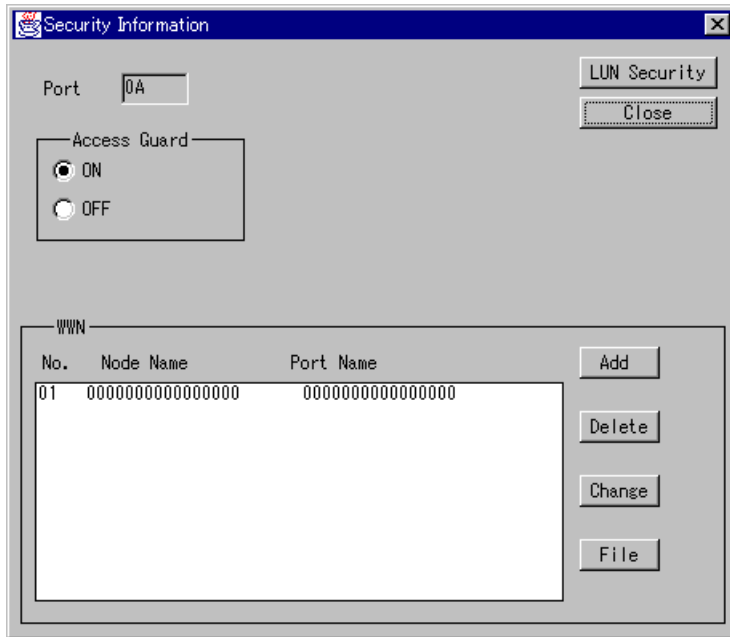 Security Information
Port 0A
LUN Security
Close
Access Guard
ON
OFF
WWN
No. Node Name Port Name
01 0000000000000000 0000000000000000
Add
Delete
Change
File